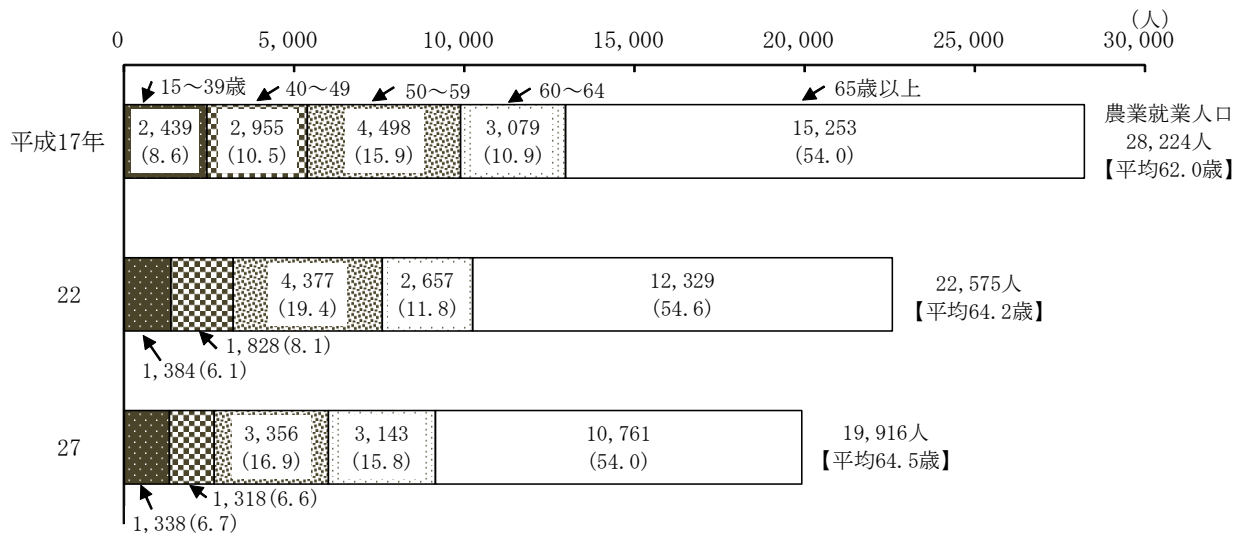 （人）
0 5,000 10,000 15,000 20,000 25,000 30,000
15～39歳 40～49 50～59 60～64 65歳以上
平成17年
2,439
(8.6)
2,955
(10.5)
4,498
(15.9)
3,079
(10.9)
15,253
(54.0)
農業就業人口
28,224人
【平均62.0歳】
22
4,377
(19.4)
2,657
(11.8)
12,329
(54.6)
22,575人
【平均64.2歳】
1,828(8.1)
1,384(6.1)
27
3,356
(16.9)
3,143
(15.8)
10,761
(54.0)
19,916人
【平均64.5歳】
1,318(6.6)
1,338(6.7)